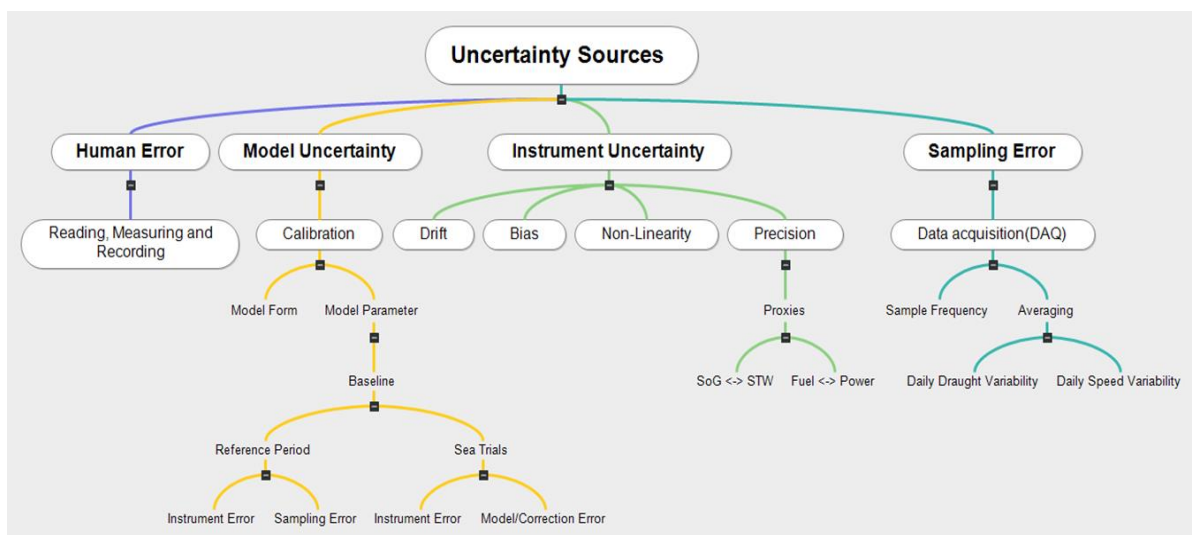 Uncertainty Sources
Human Error
Model Uncertainty
Instrument Uncertainty
Sampling Error
Reading, Measuring and
Recording
Calibration
Drift
Bias
Non-Linearity
Precision
Data acquisition(DAQ)
Model Form
Model Parameter
Proxies
Sample Frequency
Averaging
Baseline
SoG <-> STW
Fuel <-> Power
Daily Draught Variability
Daily Speed Variability
Reference Period
Sea Trials
Instrument Error
Sampling Error
Instrument Error
Model/Correction Error